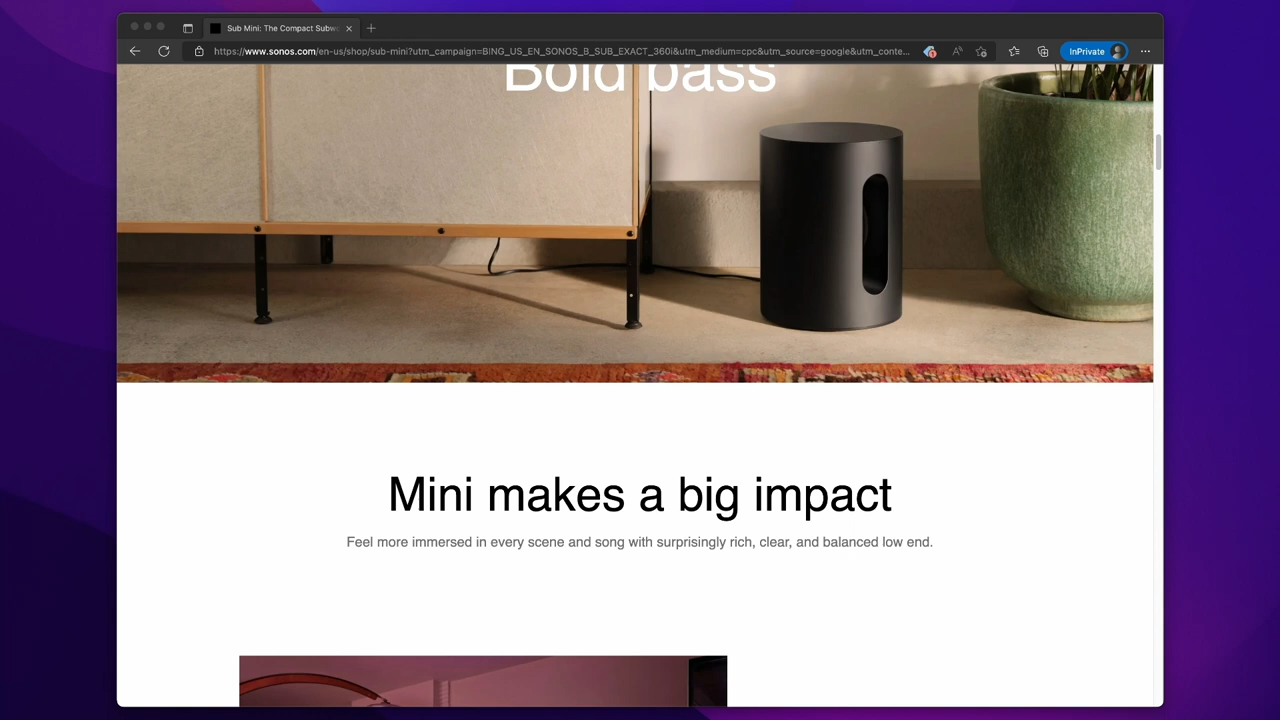 Sub Mini: The Compact Subw
https://www.sonos.com/en-us/shop/sub-mini?utm_campaign=BING_US_EN_SONOS_B_SUB_EXACT_360i&utm_medium=cpc&utm_source=google&utm_conte...
InPrivate
Bold bass
Mini makes a big impact
Feel more immersed in every scene and song with surprisingly rich, clear, and balanced low end.